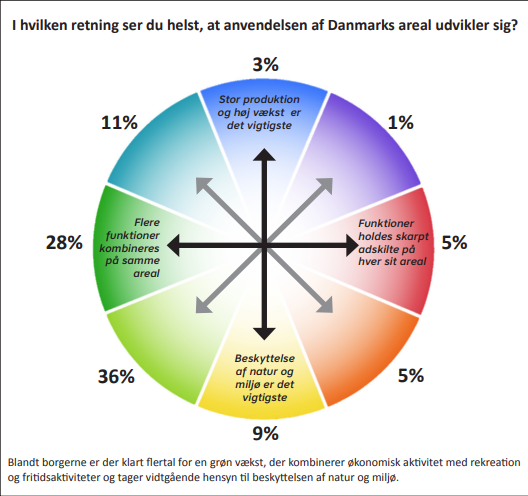 I hvilken retning ser du helst, at anvendelsen af Danmarks areal udvikler sig?
3%
11%
1%
Stor produktion
og høj vækst er
det vigtigste
28%
Flere
funktioner
kombineres
på samme
areal
Funktioner
holdes skarpt
adskilte på
hver sit areal
5%
Beskyttelse
af natur og
miljø er det
vigtigste
36%
5%
9%
Blandt borgerne er der klart flertal for en grøn vækst, der kombinerer økonomisk aktivitet med rekreation
og fritidsaktiviteter og tager vidtgående hensyn til beskyttelsen af natur og miljø.